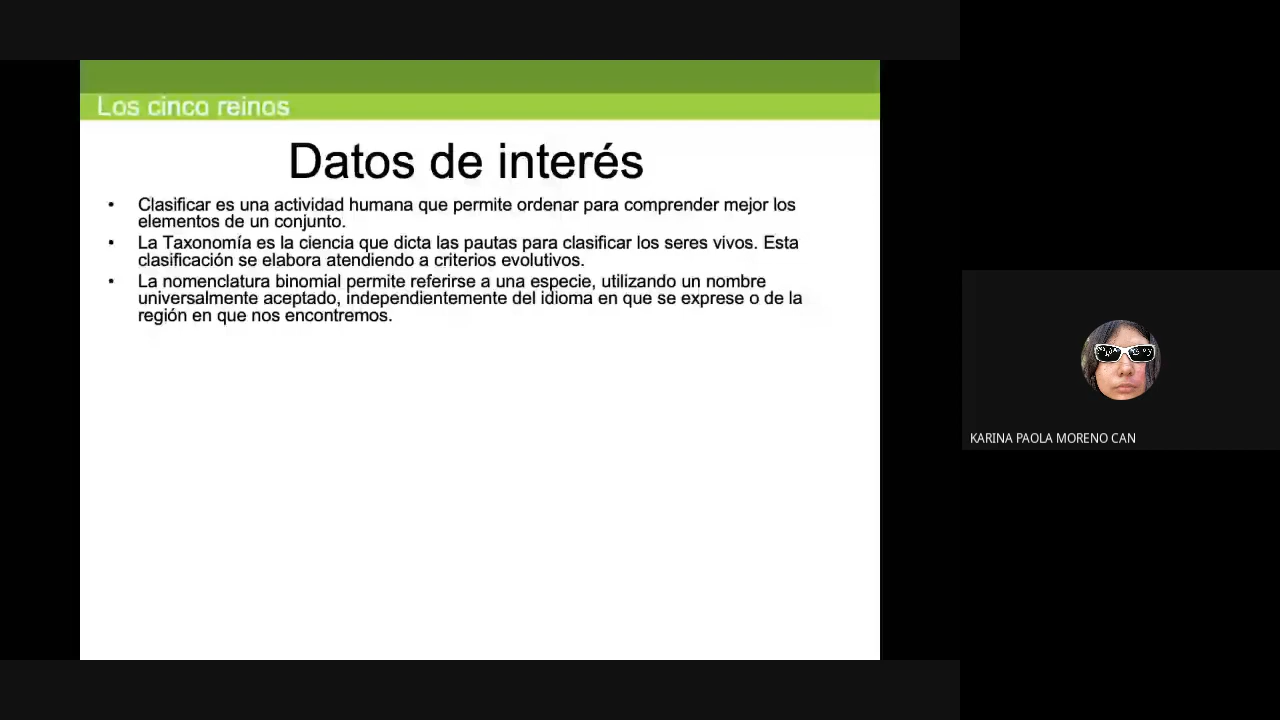 Los cinco reinos
Datos de interés
• Clasificar es una actividad humana que permite ordenar para comprender mejor los
elementos de un conjunto.
• La Taxonomía es la ciencia que dicta las pautas para clasificar los seres vivos. Esta
clasificación se elabora atendiendo a criterios evolutivos.
• La nomenclatura binomial permite referirse a una especie, utilizando un nombre
universalmente aceptado, independientemente del idioma en que se exprese o de la
región en que nos encontremos.
KARINA PAOLA MORENO CAN